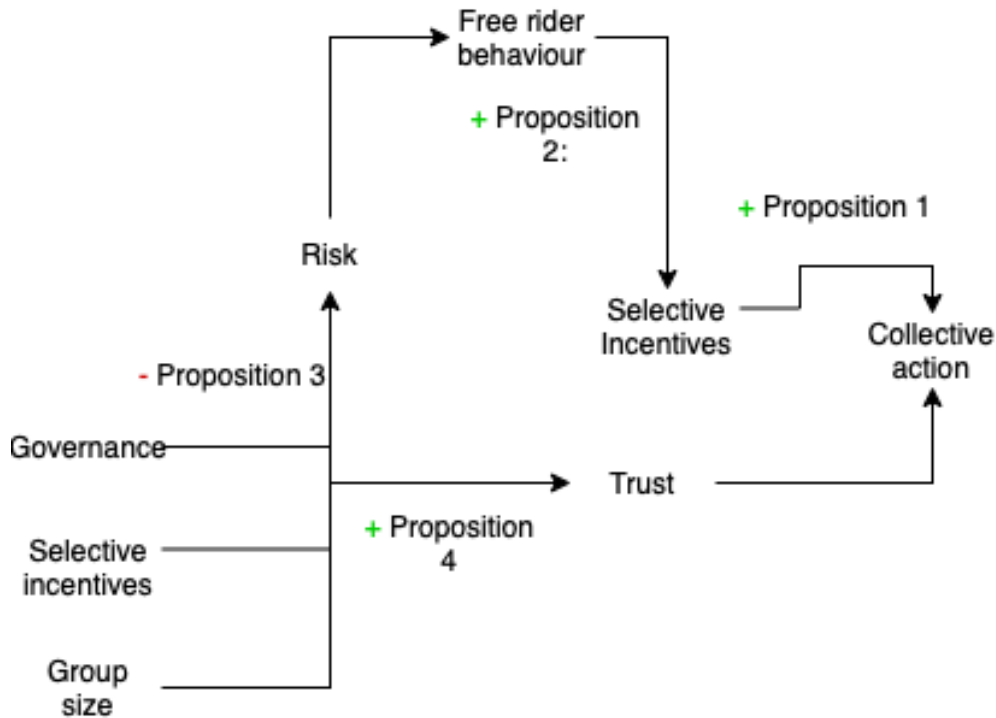 Free rider
behaviour
+ Proposition
2:
+ Proposition 1
Risk
Selective
Incentives
Collective
action
- Proposition 3
Governance
Trust
+ Proposition
4
Selective
incentives
Group
size